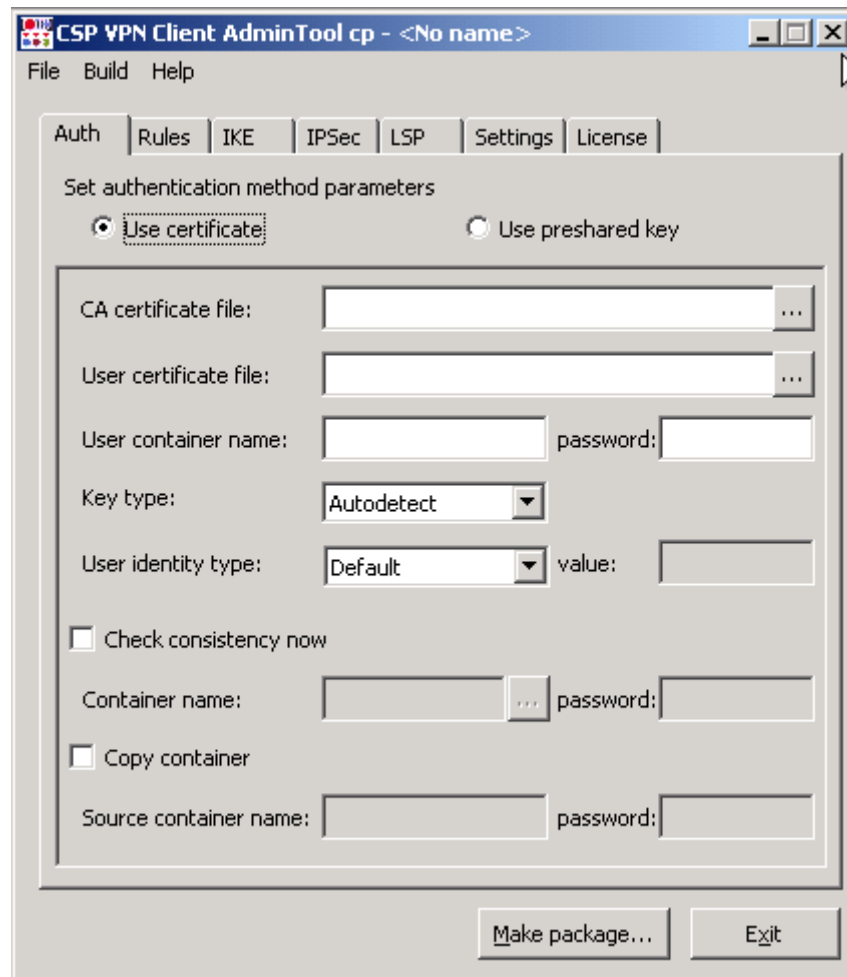 CSP VPN Client AdminTool cp - <No name>
File Build Help
Auth Rules IKE IPSec LSP Settings License
Set authentication method parameters
Use certificate Use preshared key
CA certificate file: ...
User certificate file: ...
User container name: password:
Key type: Autodetect
User identity type: Default value:
Check consistency now
Container name: ... password:
Copy container
Source container name: password:
Make package... Exit